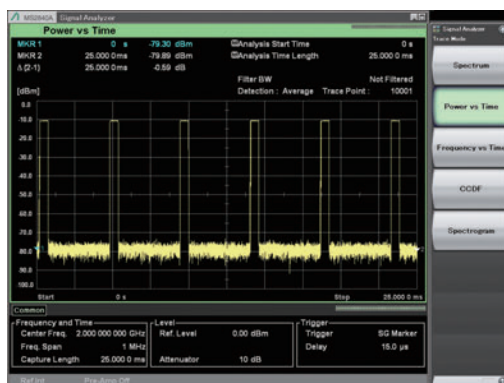 MS2840A Signal Analyzer
Power vs Time
MKR 1 0 s -79.30 dBm Analysis Start Time 0 s
MKR 2 25.000 0ms -79.89 dBm Analysis Time Length 25.000 0 ms
Δ (2-1) 25.000 0ms -0.59 dB
Filter BW Not Filtered
[dBm] Detection : Average Trace Point : 10001
0.0
-10.0
-20.0
-30.0
-40.0
-50.0
-60.0
-70.0
-80.0
-90.0
-100.0
Start 0 s Stop 25.000 0 ms
Common
Frequency and Time
Center Freq. 2.000 000 000 GHz
Freq. Span 1 MHz
Capture Length 25.000 0 ms
Level
Ref. Level 0.00 dBm
Attenuator 10 dB
Trigger
Trigger SG Marker
Delay 15.0 µs
Ref.Int Pre-Amp Off
Signal Analyzer
Trace Mode
Spectrum
Power vs Time
Frequency vs Time
CCDF
Spectrogram